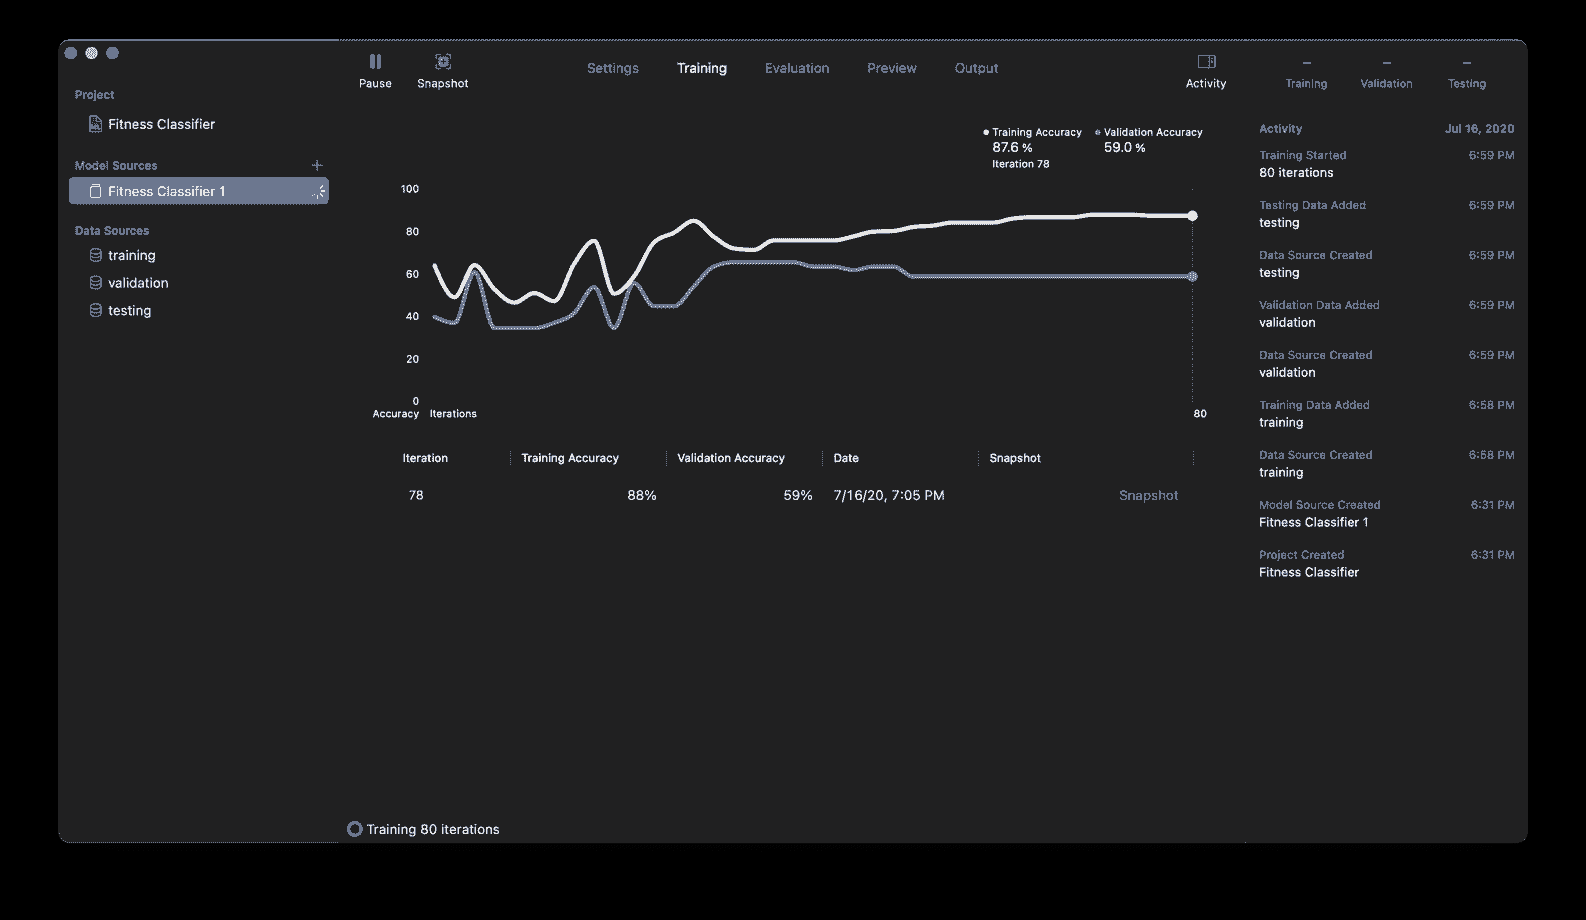 Project
Fitness Classifier
Model Sources
Fitness Classifier 1
Data Sources
training
validation
testing
Pause
Snapshot
Settings
Training
Evaluation
Preview
Output
Activity
Training
Validation
Testing
Training Accuracy
87.6 %
Iteration 78
Validation Accuracy
59.0 %
100
80
60
40
20
0
Accuracy
Iterations
80
Iteration
Training Accuracy
Validation Accuracy
Date
Snapshot
78
88%
59%
7/16/20, 7:05 PM
Snapshot
Training 80 iterations
Activity
Jul 16, 2020
Training Started
6:59 PM
80 iterations
Testing Data Added
6:59 PM
testing
Data Source Created
6:59 PM
testing
Validation Data Added
6:59 PM
validation
Data Source Created
6:59 PM
validation
Training Data Added
6:58 PM
training
Data Source Created
6:58 PM
training
Model Source Created
6:31 PM
Fitness Classifier 1
Project Created
6:31 PM
Fitness Classifier